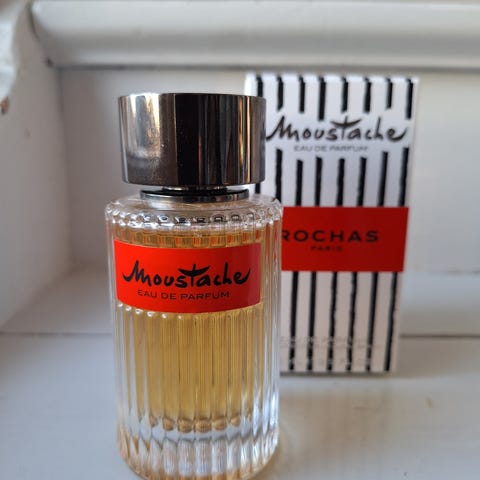 Moustache
EAU DE PARFUM
Moustache
EAU DE PARFUM
ROCHAS
PARIS